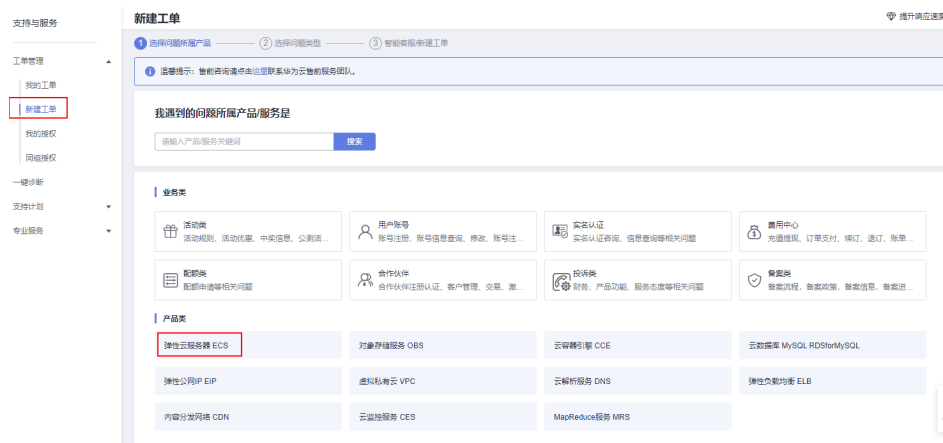 支持与服务
工单管理
我的工单
新建工单
我的授权
同组授权
一键诊断
支持计划
专业服务
新建工单
提升响应速度
1 选择问题所属产品
2 选择问题类型
3 智能客服/新建工单
温馨提示：售前咨询请点击这里联系华为云售前服务团队。
我遇到的问题所属产品/服务是
请输入产品/服务关键词
搜索
业务类
活动类
活动规则、活动优惠、中奖信息、公测活...
用户账号
账号注册、账号信息查询、修改、账号注...
实名认证
实名认证咨询、信息查询等相关问题
费用中心
充值提现、订单支付、续订、退订、账单...
配额类
配额申请等相关问题
合作伙伴
合作伙伴注册认证、客户管理、交易、激...
投诉类
财务、产品功能、服务态度等相关问题
备案类
备案流程，备案政策，备案信息，备案进...
产品类
弹性云服务器 ECS
对象存储服务 OBS
云容器引擎 CCE
云数据库 MySQL RDSforMySQL
弹性公网IP EIP
虚拟私有云 VPC
云解析服务 DNS
弹性负载均衡 ELB
内容分发网络 CDN
云监控服务 CES
MapReduce服务 MRS